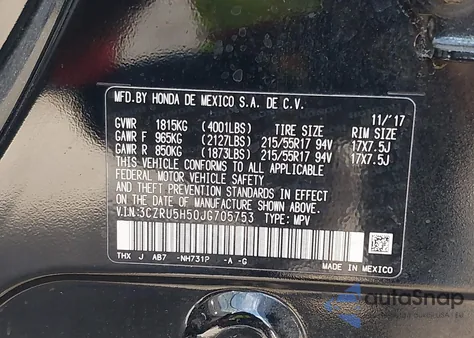 MFD.BY HONDA DE MEXICO S.A. DE C.V.
11/'17
GVWR 1815KG (4001LBS) TIRE SIZE RIM SIZE
GAWR F 965KG (2127LBS) 215/55R17 94V 17X7.5J
GAWR R 850KG (1873LBS) 215/55R17 94V 17X7.5J
THIS VEHICLE CONFORMS TO ALL APPLICABLE
FEDERAL MOTOR VEHICLE SAFETY, BUMPER,
AND THEFT PREVENTION STANDARDS IN EFFECT
ON THE DATE OF MANUFACTURE SHOWN ABOVE.
V.I.N:3CZRU5H50JG705753 TYPE: MPV
THX J AB7 -NH731P -A -G
MADE IN MEXICO
autoSnap